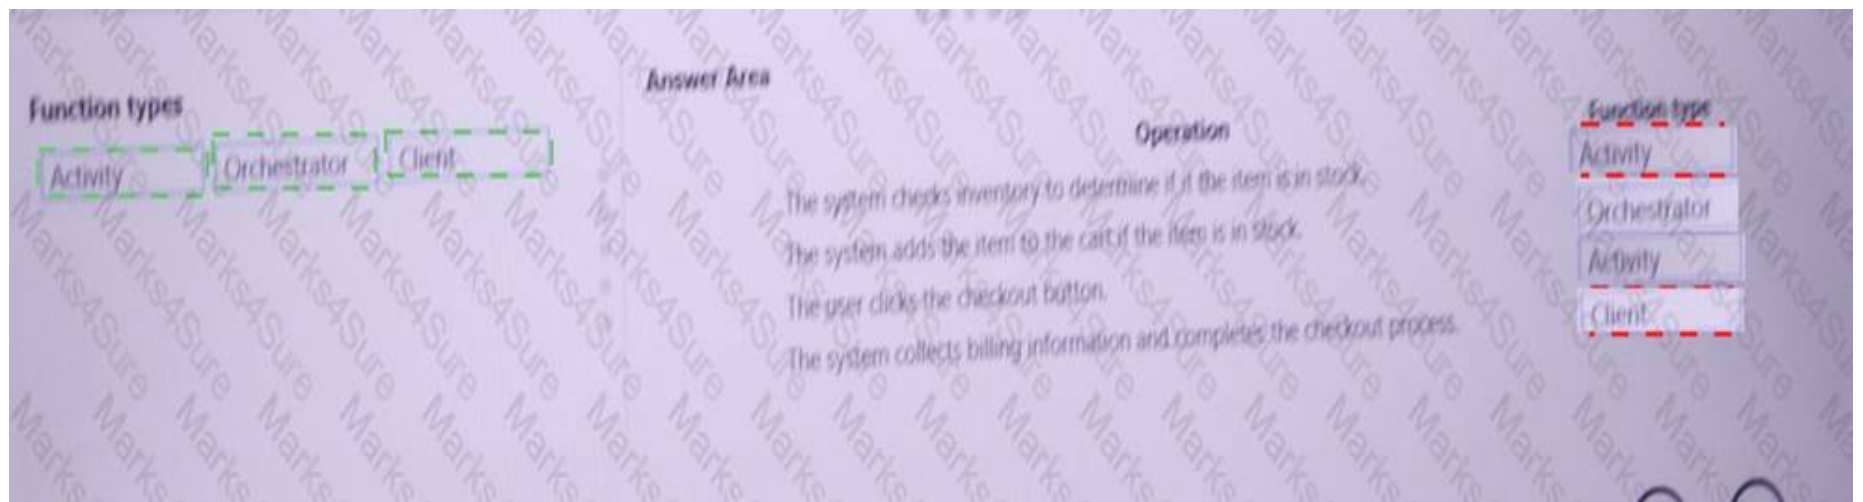 Answer Area
Function types
Function type
Operation
Activity
Orchestrator
Client
Activity
The system checks inventory to determine if it the item is in stock.
Orchestrator
The system adds the item to the cart if the item is in stock.
Activity
The user clicks the checkout button.
Client
The system collects billing information and completes the checkout process.
Marks4Sure